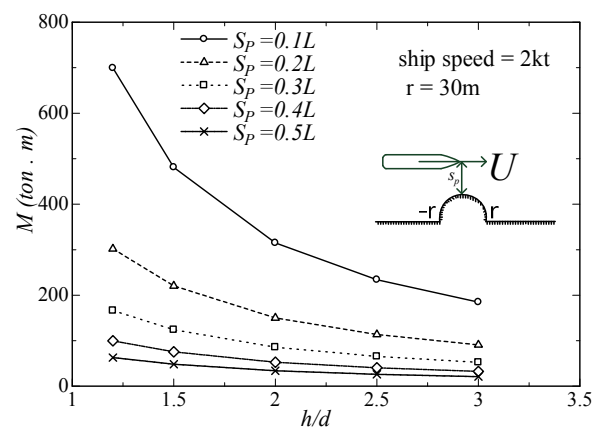 800
600
400
200
0
M (ton . m)
S_P =0.1L
S_P =0.2L
S_P =0.3L
S_P =0.4L
S_P =0.5L
ship speed = 2kt
r = 30m
s_p
U
-r
r
1 1.5 2 2.5 3 3.5
h/d